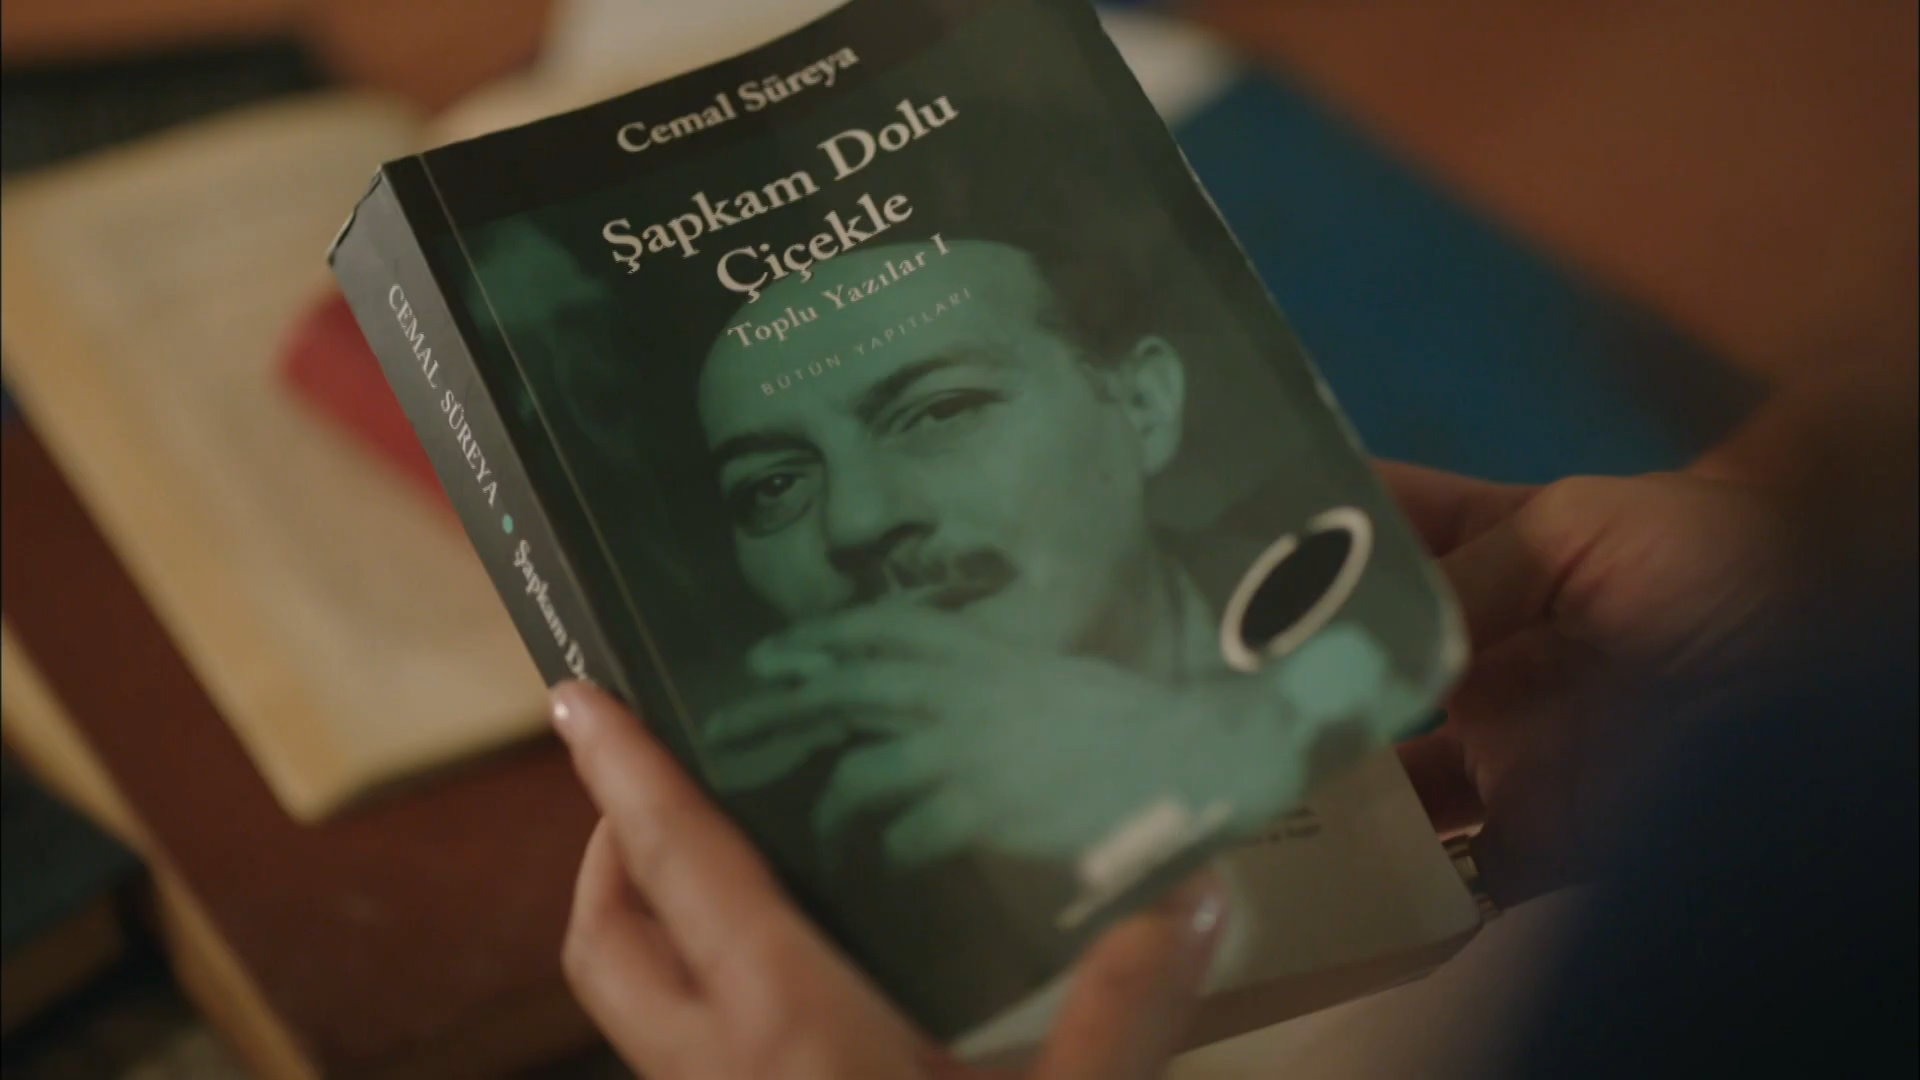 Cemal Süreya
Şapkam Dolu
Çiçekle
Toplu Yazılar I
BÜTÜN YAPITLARI
CEMAL SÜREYA • Şapkam